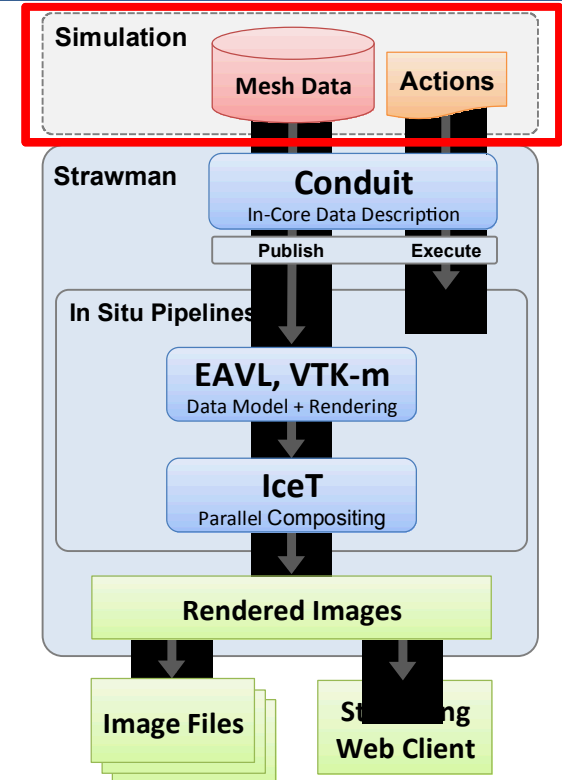 Simulation
Mesh Data
Actions
Strawman
Conduit
In-Core Data Description
Publish
Execute
In Situ Pipelines
EAVL, VTK-m
Data Model + Rendering
IceT
Parallel Compositing
Rendered Images
Image Files
Web Client